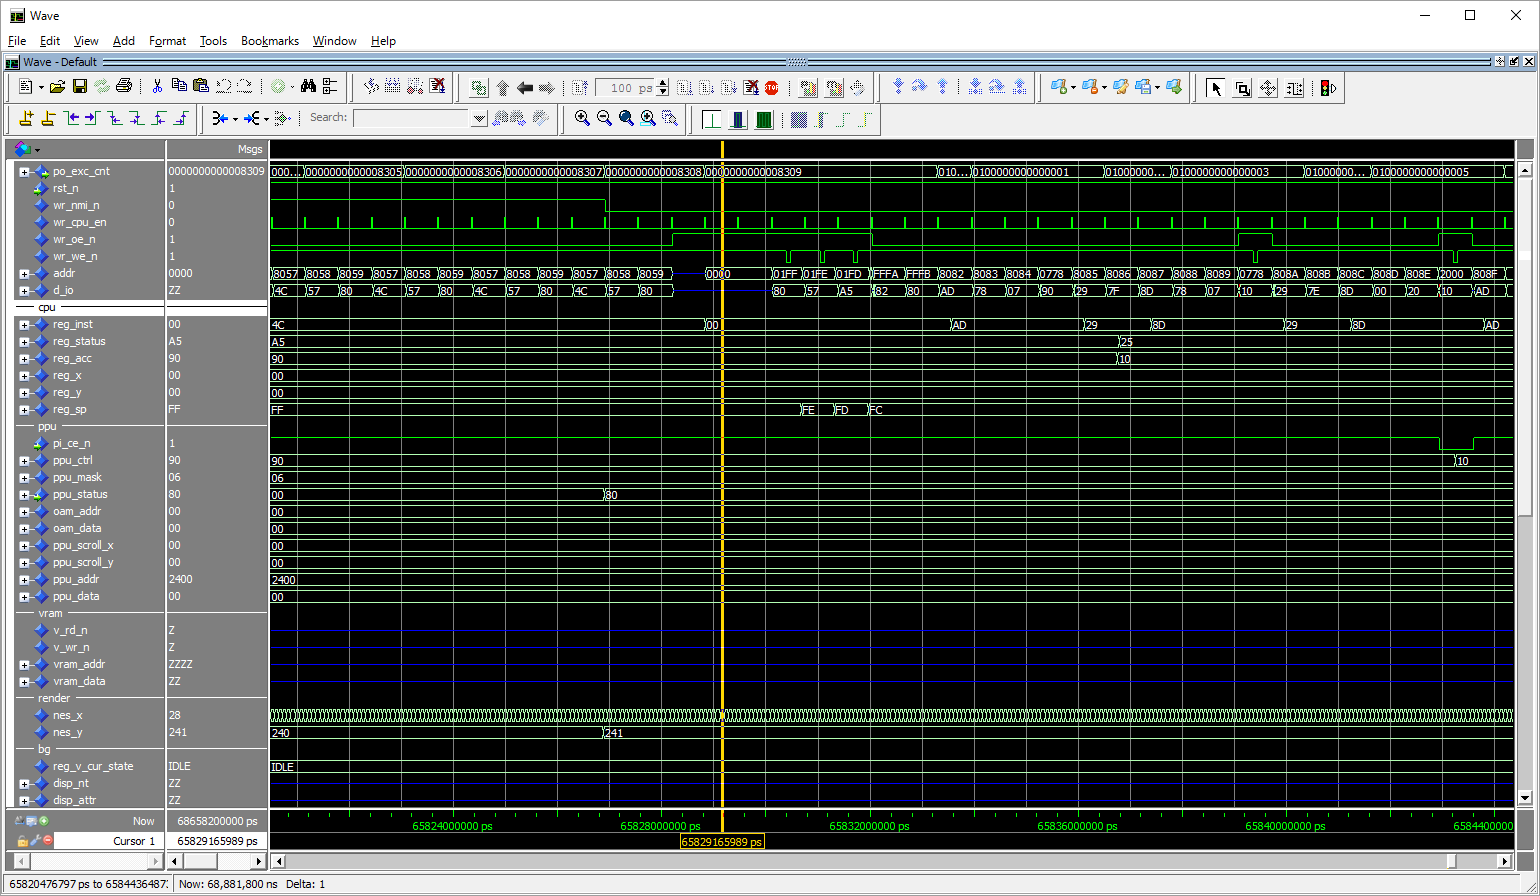 Wave
File Edit View Add Format Tools Bookmarks Window Help
Wave - Default
100 ps
Search:
Msgs
po_exc_cnt 0000000000008309 000... 0000000000008305 0000000000008306 0000000000008307 0000000000008308 0000000000008309 010... 0100000000000001 01000000... 0100000000000003 01000000... 0100000000000005
rst_n 1
wr_nmi_n 0
wr_cpu_en 0
wr_oe_n 1
wr_we_n 1
addr 0000 8057 8058 8059 8057 8058 8059 8057 8058 8059 8057 8058 8059 0000 01FF 01FE 01FD FFFA FFFB 8082 8083 8084 0778 8085 8086 8087 8088 8089 0778 808A 808B 808C 808D 808E 2000 808F
d_io ZZ 4C 57 80 4C 57 80 4C 57 80 4C 57 80 80 57 A5 82 80 AD 78 07 90 29 7F 8D 78 07 10 29 7E 8D 00 20 10 AD
cpu
reg_inst 00 4C 00 AD 29 8D 29 8D AD
reg_status A5 A5 25
reg_acc 90 90 10
reg_x 00 00
reg_y 00 00
reg_sp FF FF FE FD FC
ppu
pi_ce_n 1
ppu_ctrl 90 90 10
ppu_mask 06 06
ppu_status 80 00 80
oam_addr 00 00
oam_data 00 00
ppu_scroll_x 00 00
ppu_scroll_y 00 00
ppu_addr 2400 2400
ppu_data 00 00
vram
v_rd_n Z
v_wr_n Z
vram_addr ZZZZ
vram_data ZZ
render
nes_x 28
nes_y 241 240 241
bg
reg_v_cur_state IDLE IDLE
disp_nt ZZ
disp_attr ZZ
Now 68658200000 ps 65824000000 ps 65828000000 ps 65832000000 ps 65836000000 ps 65840000000 ps 6584400000
Cursor 1 65829165989 ps 65829165989 ps
65820476797 ps to 6584436487 Now: 68,881,800 ns Delta: 1